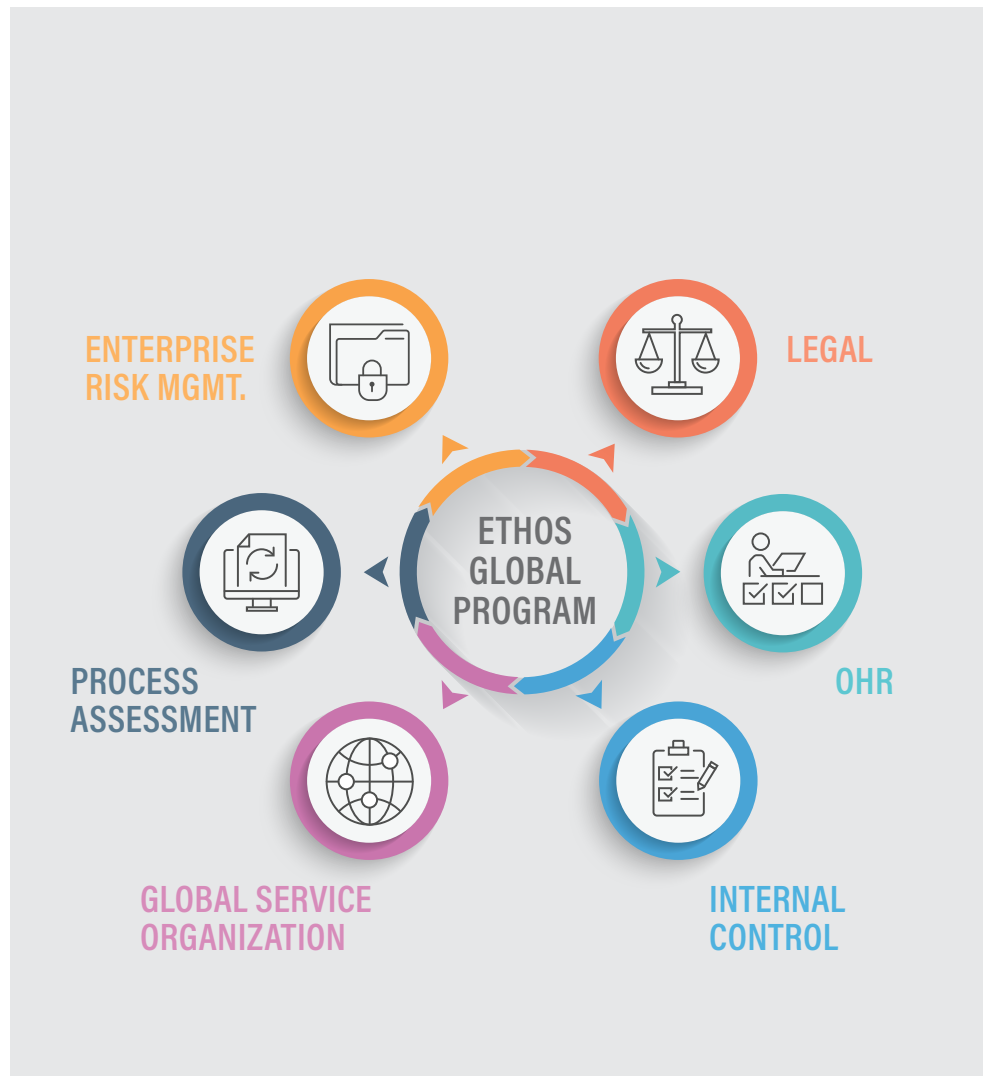 ENTERPRISE
RISK MGMT.
LEGAL
ETHOS
GLOBAL
PROGRAM
PROCESS
ASSESSMENT
OHR
GLOBAL SERVICE
ORGANIZATION
INTERNAL
CONTROL